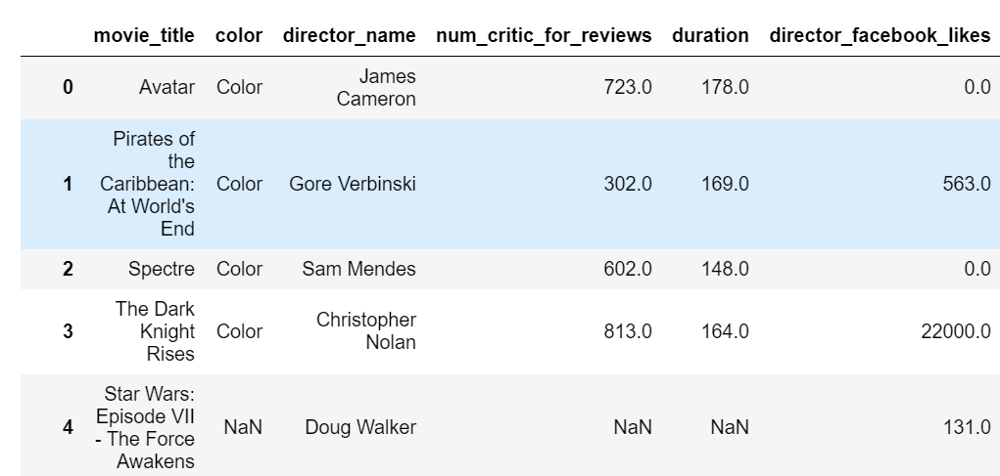 movie_title color director_name num_critic_for_reviews duration director_facebook_likes
0 Avatar Color James Cameron 723.0 178.0 0.0
1 Pirates of the Caribbean: At World's End Color Gore Verbinski 302.0 169.0 563.0
2 Spectre Color Sam Mendes 602.0 148.0 0.0
3 The Dark Knight Rises Color Christopher Nolan 813.0 164.0 22000.0
4 Star Wars: Episode VII - The Force Awakens NaN Doug Walker NaN NaN 131.0